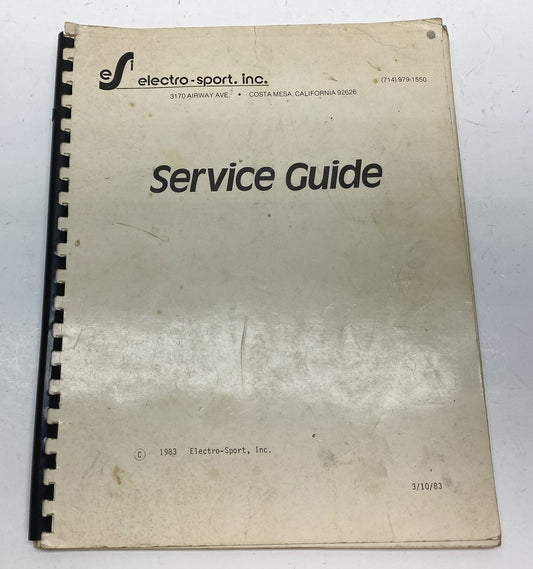 eSi
electro-sport. inc.
(714) 979-1550
3170 AIRWAY AVE. • COSTA MESA, CALIFORNIA 92626
Service Guide
© 1983 Electro-Sport, Inc.
3/10/83